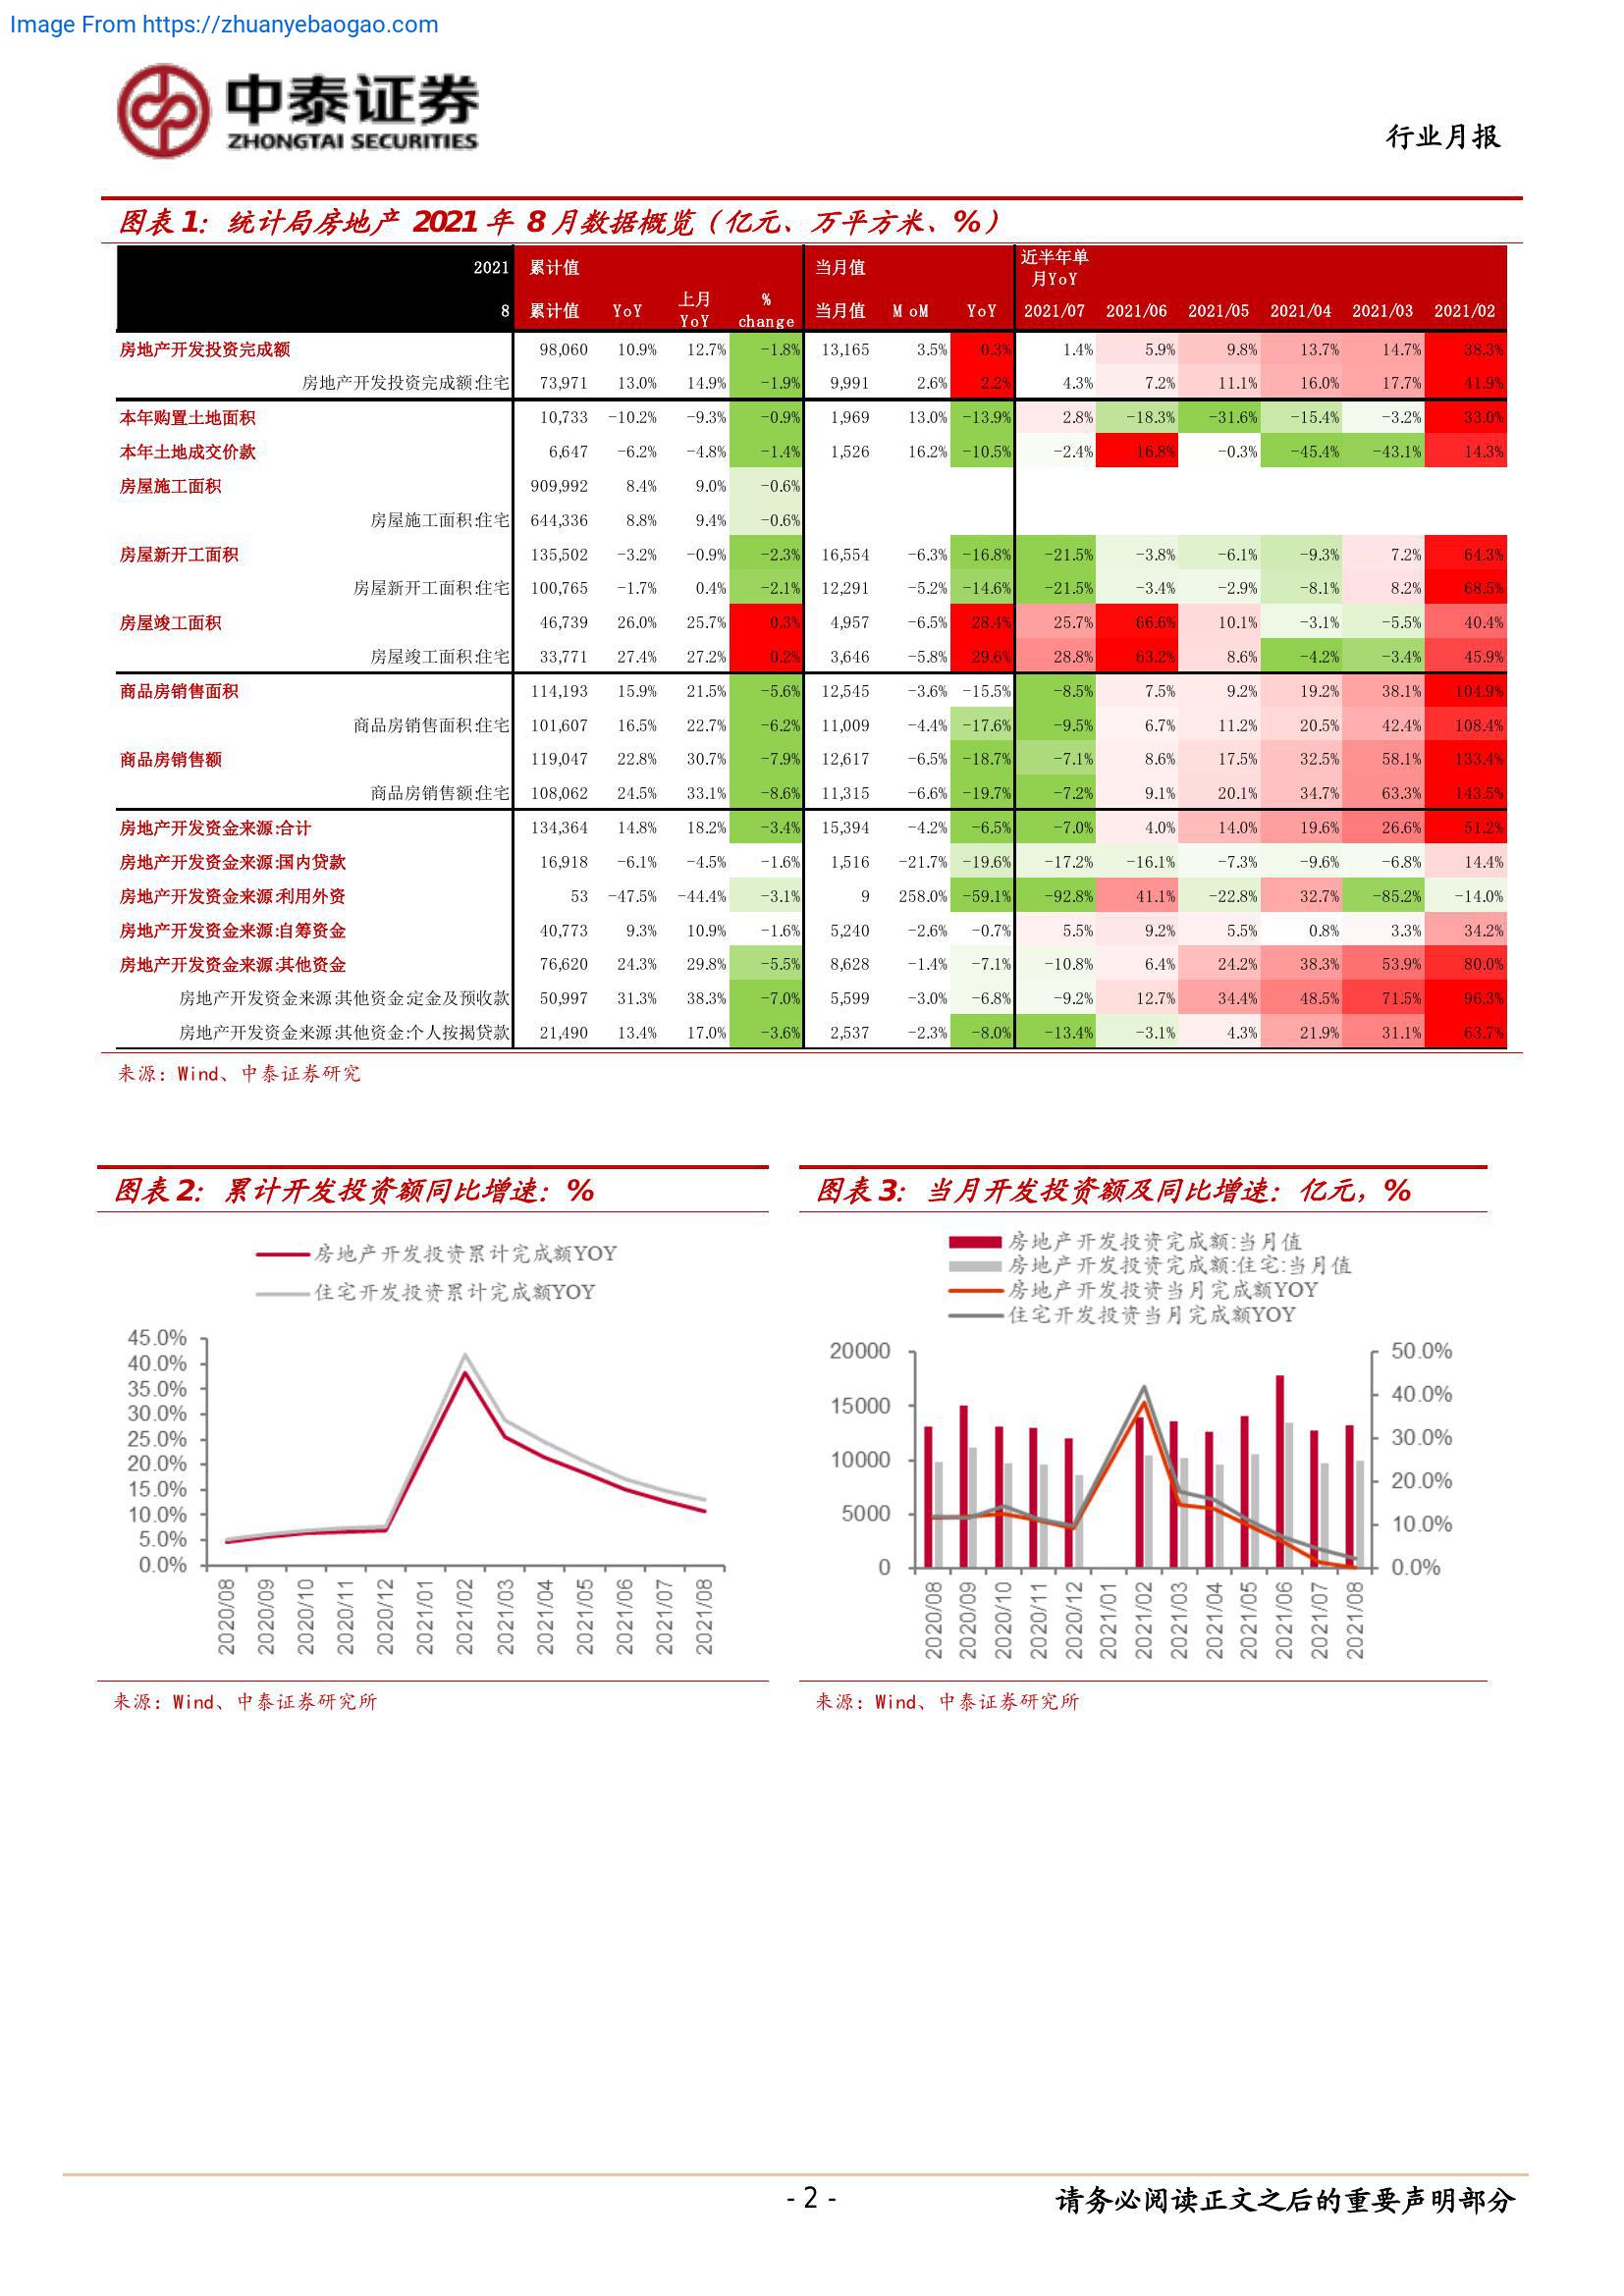 Image From https://zhuanyebaogao.com
中泰证券
ZHONGTAI SECURITIES
行业月报
图表1：统计局房地产 2021 年 8 月数据概览（亿元、万平方米、%）
2021 累计值 当月值 近半年单月YoY
8 累计值 YoY 上月YoY % change 当月值 MoM YoY 2021/07 2021/06 2021/05 2021/04 2021/03 2021/02
房地产开发投资完成额 98,060 10.9% 12.7% -1.8% 13,165 3.5% 0.3% 1.4% 5.9% 9.8% 13.7% 14.7% 38.3%
房地产开发投资完成额:住宅 73,971 13.0% 14.9% -1.9% 9,991 2.6% 2.2% 4.3% 7.2% 11.1% 16.0% 17.7% 41.9%
本年购置土地面积 10,733 -10.2% -9.3% -0.9% 1,969 13.0% -13.9% 2.8% -18.3% -31.6% -15.4% -3.2% 33.0%
本年土地成交价款 6,647 -6.2% -4.8% -1.4% 1,526 16.2% -10.5% -2.4% 16.8% -0.3% -45.4% -43.1% 14.3%
房屋施工面积 909,992 8.4% 9.0% -0.6%
房屋施工面积:住宅 644,336 8.8% 9.4% -0.6%
房屋新开工面积 135,502 -3.2% -0.9% -2.3% 16,554 -6.3% -16.8% -21.5% -3.8% -6.1% -9.3% 7.2% 64.3%
房屋新开工面积:住宅 100,765 -1.7% 0.4% -2.1% 12,291 -5.2% -14.6% -21.5% -3.4% -2.9% -8.1% 8.2% 68.5%
房屋竣工面积 46,739 26.0% 25.7% 0.3% 4,957 -6.5% 28.4% 25.7% 66.6% 10.1% -3.1% -5.5% 40.4%
房屋竣工面积:住宅 33,771 27.4% 27.2% 0.2% 3,646 -5.8% 29.6% 28.8% 63.2% 8.6% -4.2% -3.4% 45.9%
商品房销售面积 114,193 15.9% 21.5% -5.6% 12,545 -3.6% -15.5% -8.5% 7.5% 9.2% 19.2% 38.1% 104.9%
商品房销售面积:住宅 101,607 16.5% 22.7% -6.2% 11,009 -4.4% -17.6% -9.5% 6.7% 11.2% 20.5% 42.4% 108.4%
商品房销售额 119,047 22.8% 30.7% -7.9% 12,617 -6.5% -18.7% -7.1% 8.6% 17.5% 32.5% 58.1% 133.4%
商品房销售额:住宅 108,062 24.5% 33.1% -8.6% 11,315 -6.6% -19.7% -7.2% 9.1% 20.1% 34.7% 63.3% 143.5%
房地产开发资金来源:合计 134,364 14.8% 18.2% -3.4% 15,394 -4.2% -6.5% -7.0% 4.0% 14.0% 19.6% 26.6% 51.2%
房地产开发资金来源:国内贷款 16,918 -6.1% -4.5% -1.6% 1,516 -21.7% -19.6% -17.2% -16.1% -7.3% -9.6% -6.8% 14.4%
房地产开发资金来源:利用外资 53 -47.5% -44.4% -3.1% 9 258.0% -59.1% -92.8% 41.1% -22.8% 32.7% -85.2% -14.0%
房地产开发资金来源:自筹资金 40,773 9.3% 10.9% -1.6% 5,240 -2.6% -0.7% 5.5% 9.2% 5.5% 0.8% 3.3% 34.2%
房地产开发资金来源:其他资金 76,620 24.3% 29.8% -5.5% 8,628 -1.4% -7.1% -10.8% 6.4% 24.2% 38.3% 53.9% 80.0%
房地产开发资金来源:其他资金:定金及预收款 50,997 31.3% 38.3% -7.0% 5,599 -3.0% -6.8% -9.2% 12.7% 34.4% 48.5% 71.5% 96.3%
房地产开发资金来源:其他资金:个人按揭贷款 21,490 13.4% 17.0% -3.6% 2,537 -2.3% -8.0% -13.4% -3.1% 4.3% 21.9% 31.1% 63.7%
来源：Wind、中泰证券研究
图表2：累计开发投资额同比增速：%
房地产开发投资累计完成额YOY
住宅开发投资累计完成额YOY
45.0%
40.0%
35.0%
30.0%
25.0%
20.0%
15.0%
10.0%
5.0%
0.0%
2020/08 2020/09 2020/10 2020/11 2020/12 2021/01 2021/02 2021/03 2021/04 2021/05 2021/06 2021/07 2021/08
来源：Wind、中泰证券研究所
图表3：当月开发投资额及同比增速：亿元，%
房地产开发投资完成额:当月值
房地产开发投资完成额:住宅:当月值
房地产开发投资当月完成额YOY
住宅开发投资当月完成额YOY
20000 50.0%
15000 40.0%
10000 30.0%
5000 20.0%
0 10.0%
0.0%
2020/08 2020/09 2020/10 2020/11 2020/12 2021/01 2021/02 2021/03 2021/04 2021/05 2021/06 2021/07 2021/08
来源：Wind、中泰证券研究所
- 2 -
请务必阅读正文之后的重要声明部分